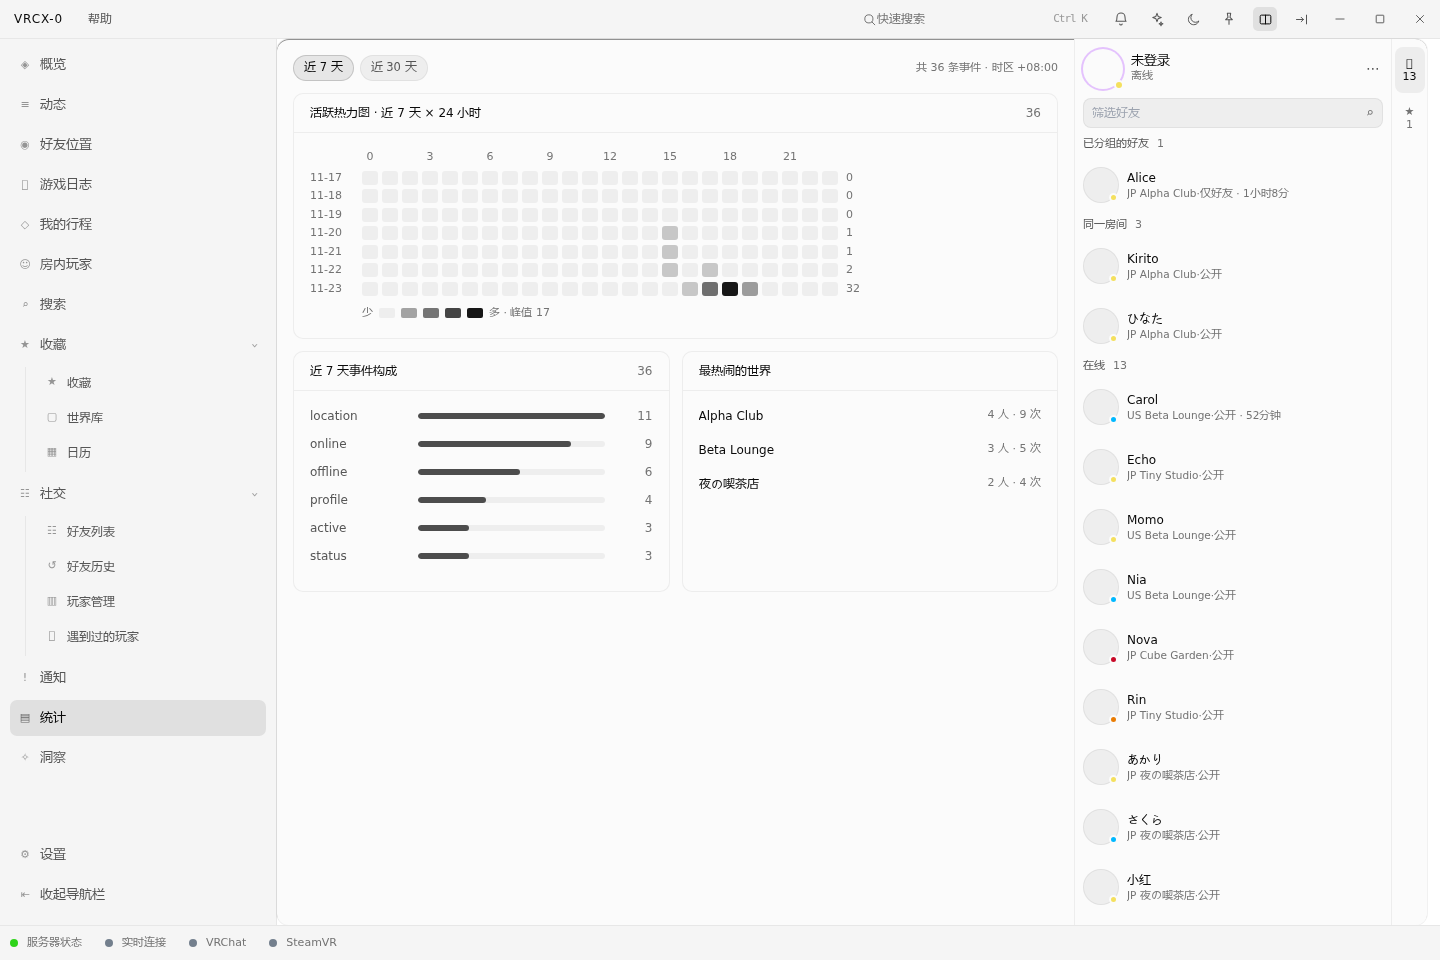 VRCX-0 帮助 快速搜索 Ctrl K
概览
动态
好友位置
游戏日志
我的行程
房内玩家
搜索
收藏
收藏
世界库
日历
社交
好友列表
好友历史
玩家管理
遇到过的玩家
通知
统计
洞察
设置
收起导航栏
近 7 天 近 30 天 共 36 条事件 · 时区 +08:00
活跃热力图 · 近 7 天 × 24 小时 36
0 3 6 9 12 15 18 21
11-17 0
11-18 0
11-19 0
11-20 1
11-21 1
11-22 2
11-23 32
少 多 · 峰值 17
近 7 天事件构成 36
location 11
online 9
offline 6
profile 4
active 3
status 3
最热闹的世界
Alpha Club 4 人 · 9 次
Beta Lounge 3 人 · 5 次
夜の喫茶店 2 人 · 4 次
未登录
离线
筛选好友
已分组的好友 1
Alice
JP Alpha Club·仅好友 · 1小时8分
同一房间 3
Kirito
JP Alpha Club·公开
ひなた
JP Alpha Club·公开
在线 13
Carol
US Beta Lounge·公开 · 52分钟
Echo
JP Tiny Studio·公开
Momo
US Beta Lounge·公开
Nia
US Beta Lounge·公开
Nova
JP Cube Garden·公开
Rin
JP Tiny Studio·公开
あかり
JP 夜の喫茶店·公开
さくら
JP 夜の喫茶店·公开
小红
JP 夜の喫茶店·公开
13
1
服务器状态 实时连接 VRChat SteamVR